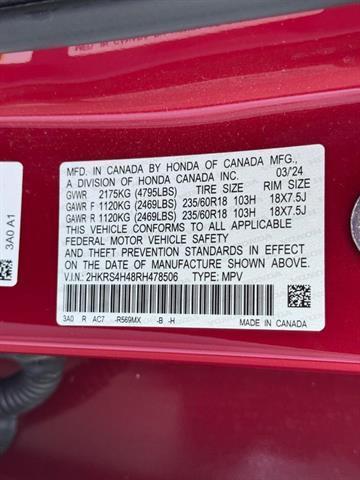 MFD. IN CANADA BY HONDA OF CANADA MFG.,
A DIVISION OF HONDA CANADA INC. 03/'24
GVWR 2175KG (4795LBS) TIRE SIZE RIM SIZE
GAWR F 1120KG (2469LBS) 235/60R18 103H 18X7.5J
GAWR R 1120KG (2469LBS) 235/60R18 103H 18X7.5J
THIS VEHICLE CONFORMS TO ALL APPLICABLE
FEDERAL MOTOR VEHICLE SAFETY
AND THEFT PREVENTION STANDARDS IN EFFECT
ON THE DATE OF MANUFACTURE SHOWN ABOVE.
V.I.N.: 2HKRS4H48RH478506 TYPE: MPV
3A0 R AC7 -R569MX -B -H
MADE IN CANADA
3A0 A1